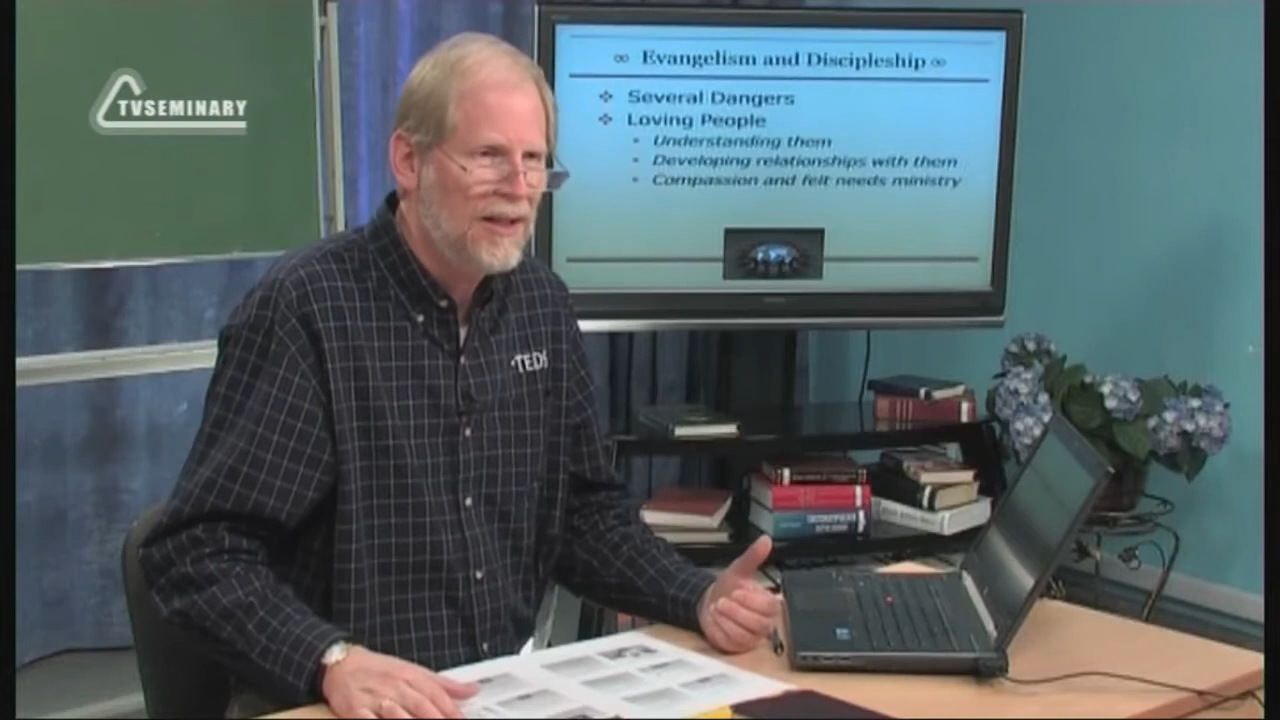 TVSEMINARY
Evangelism and Discipleship
Several Dangers
Loving People
Understanding them
Developing relationships with them
Compassion and felt needs ministry
TEDS